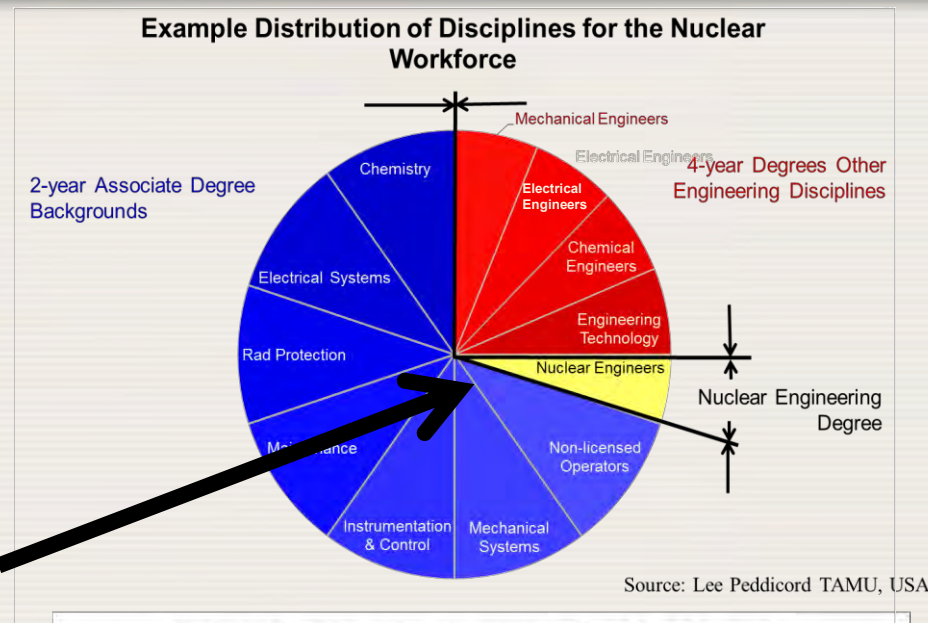 Example Distribution of Disciplines for the Nuclear
Workforce
Mechanical Engineers
Electrical Engineers
4-year Degrees Other
Engineering Disciplines
2-year Associate Degree
Backgrounds
Chemistry
Electrical
Engineers
Chemical
Engineers
Electrical Systems
Engineering
Technology
Rad Protection
Nuclear Engineers
Nuclear Engineering
Degree
Non-licensed
Operators
Instrumentation
& Control
Mechanical
Systems
Source: Lee Peddicord TAMU, USA